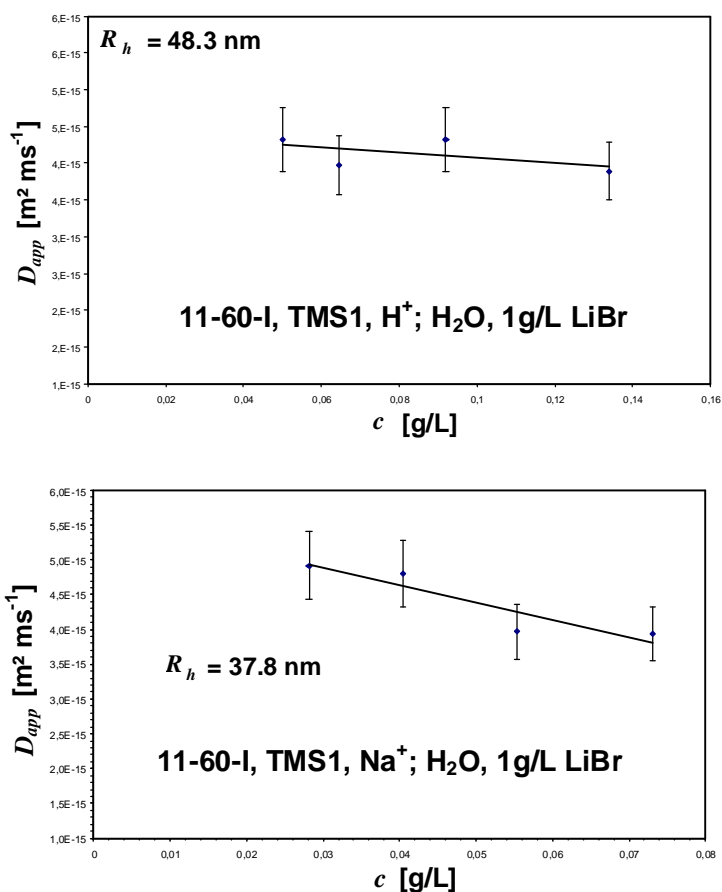 6,E-15
R_h = 48.3 nm
6,E-15
5,E-15
5,E-15
4,E-15
4,E-15
3,E-15
3,E-15
2,E-15
2,E-15
1,E-15
D_app [m² ms⁻¹]
11-60-I, TMS1, H⁺; H₂O, 1g/L LiBr
0 0,02 0,04 0,06 0,08 0,1 0,12 0,14 0,16
c [g/L]
6,0E-15
5,5E-15
5,0E-15
4,5E-15
4,0E-15
3,5E-15
3,0E-15
2,5E-15
2,0E-15
1,5E-15
1,0E-15
D_app [m² ms⁻¹]
R_h = 37.8 nm
11-60-I, TMS1, Na⁺; H₂O, 1g/L LiBr
0 0,01 0,02 0,03 0,04 0,05 0,06 0,07 0,08
c [g/L]